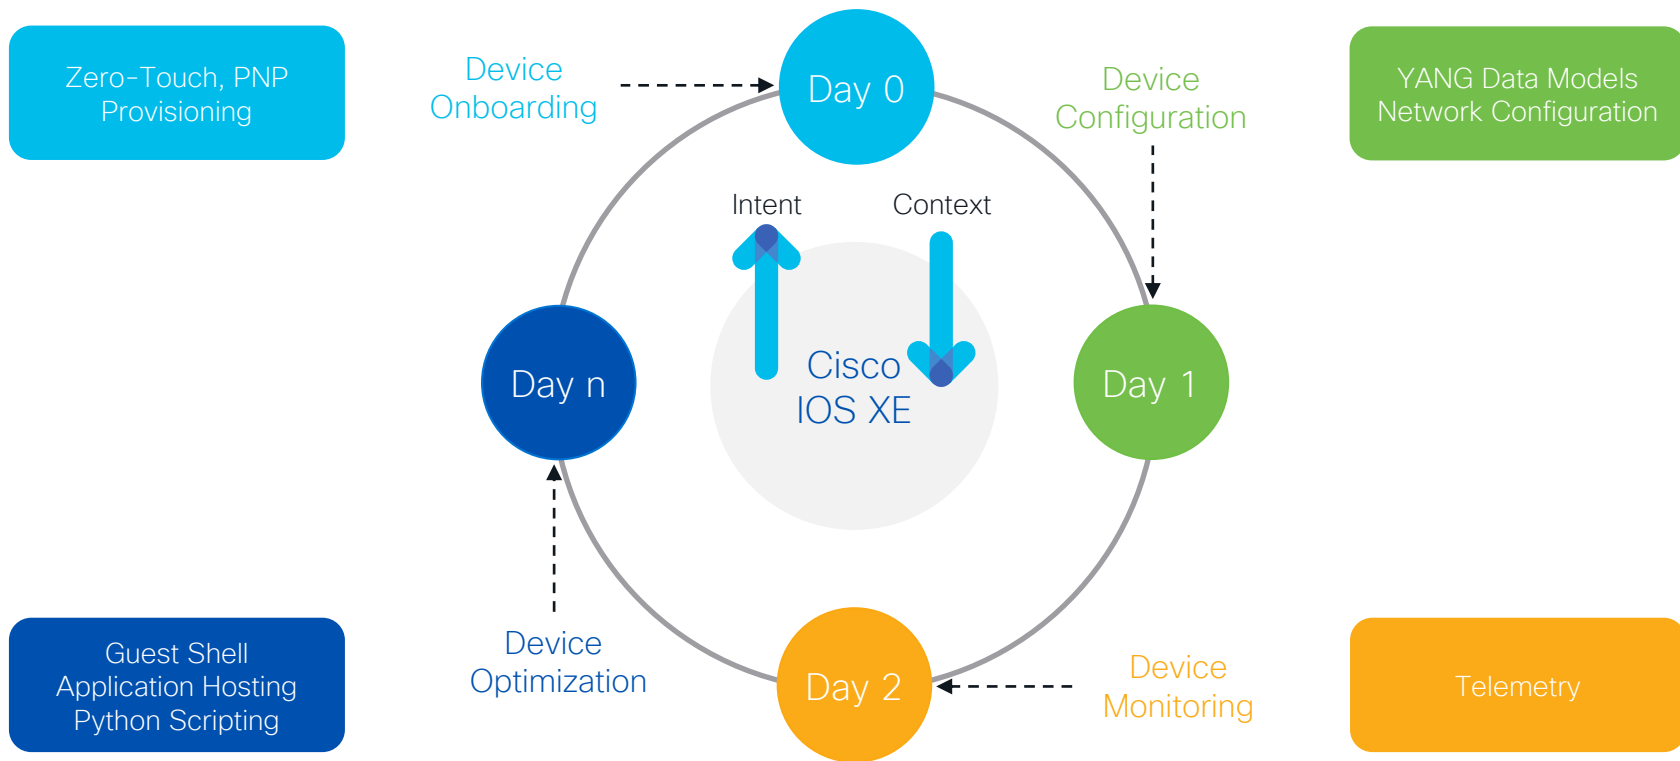 Zero-Touch, PNP
Provisioning
Device
Onboarding
Day 0
Device
Configuration
YANG Data Models
Network Configuration
Intent
Context
Day n
Cisco
IOS XE
Day 1
Guest Shell
Application Hosting
Python Scripting
Device
Optimization
Day 2
Device
Monitoring
Telemetry